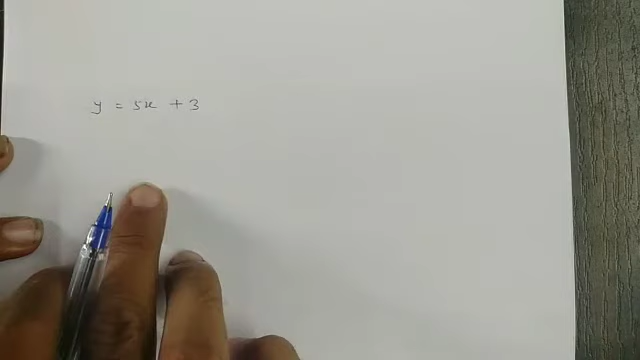 y = 5x + 3